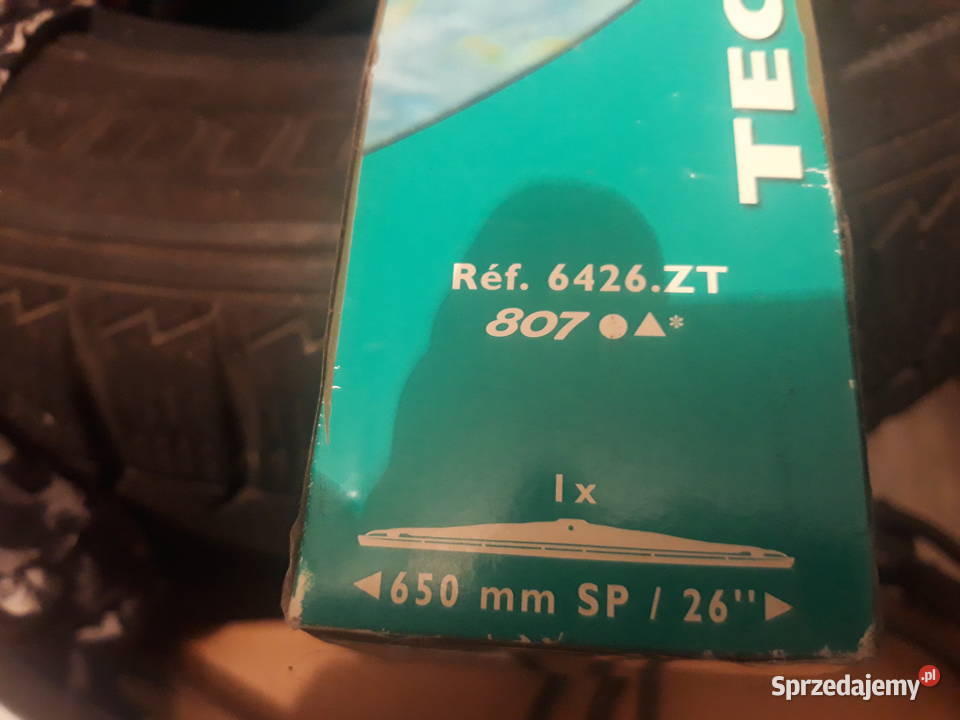 TEC
Réf. 6426.ZT
807 ●▲*
1x
◄650 mm SP / 26"►
Sprzedajemy.pl